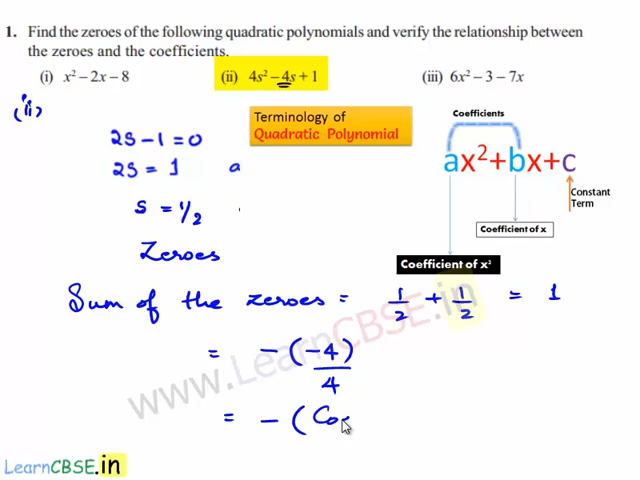 1. Find the zeroes of the following quadratic polynomials and verify the relationship between
the zeroes and the coefficients.
(i) x² – 2x – 8 (ii) 4s² – 4s + 1 (iii) 6x² – 3 – 7x
(ii)
2s – 1 = 0
2s = 1 a
s = 1/2
Zeroes
Terminology of
Quadratic Polynomial
Coefficients
ax²+bx+c
Constant
Term
Coefficient of x
Coefficient of x²
Sum of the zeroes = 1/2 + 1/2 = 1
= – (–4)/4
= – (Co
www.LearnCBSE.in
LearnCBSE.in